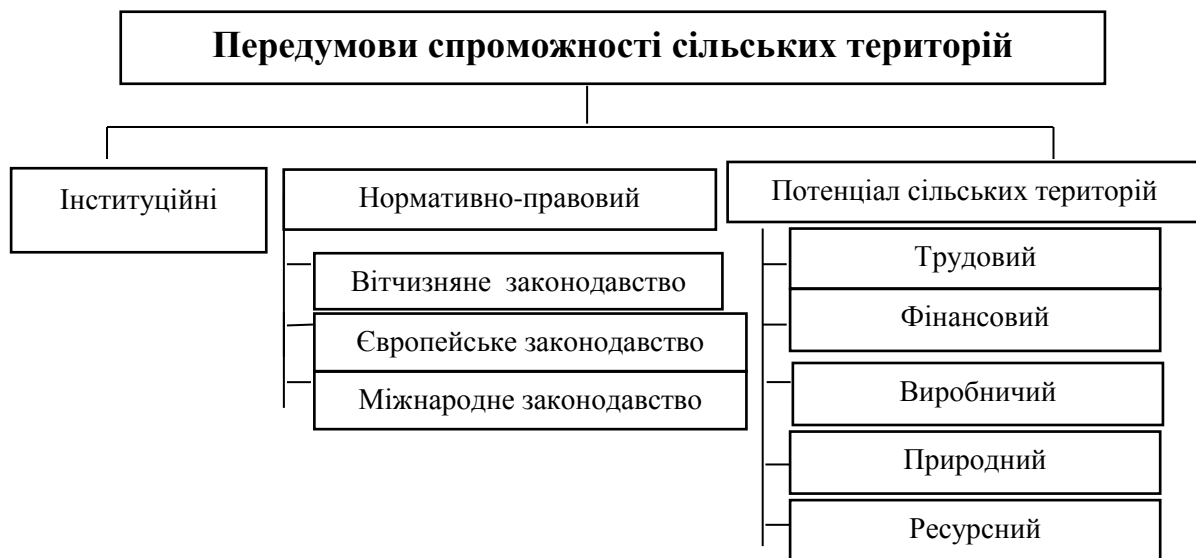 Передумови спроможності сільських територій
Інституційні
Нормативно-правовий
Вітчизняне законодавство
Європейське законодавство
Міжнародне законодавство
Потенціал сільських територій
Трудовий
Фінансовий
Виробничий
Природний
Ресурсний